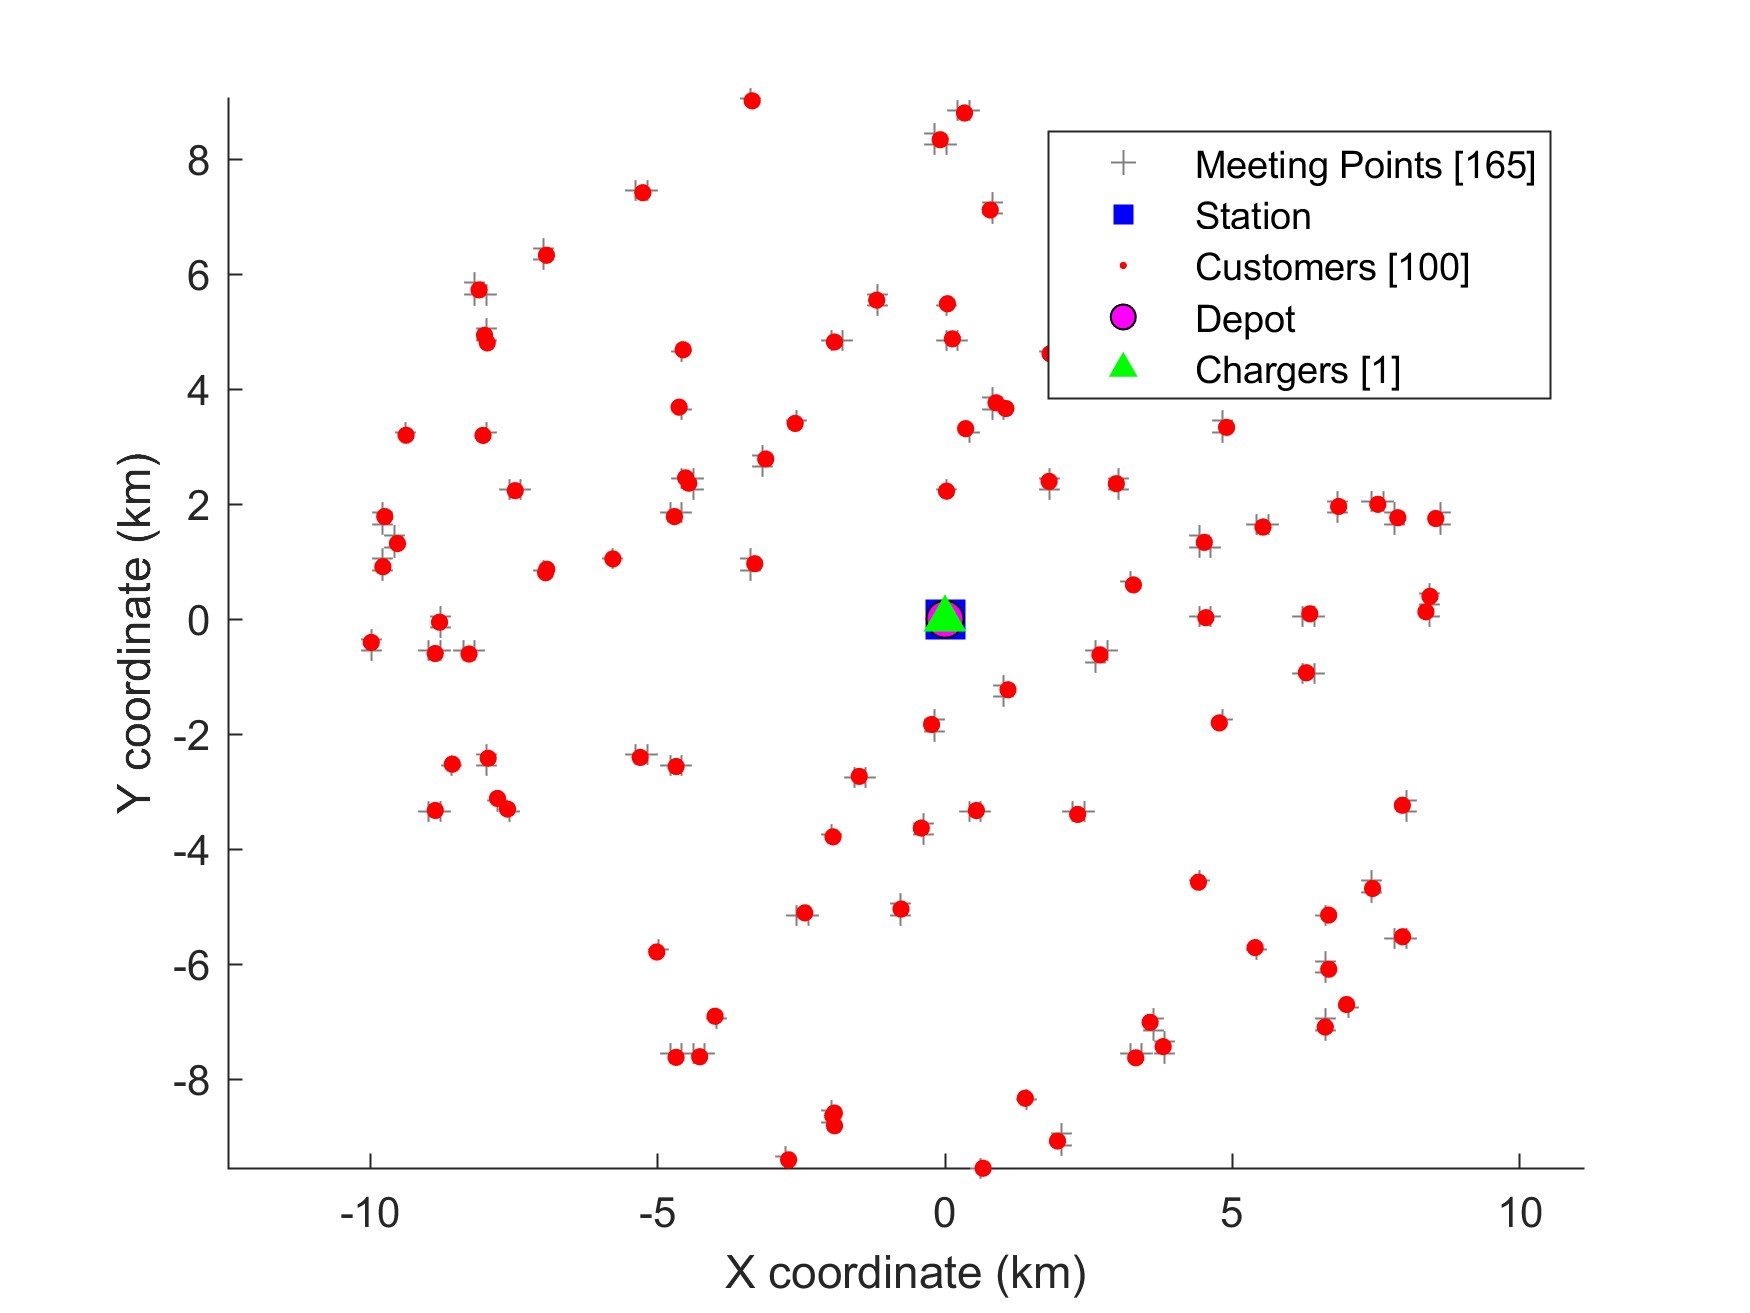 8
6
4
2
0
-2
-4
-6
-8
Y coordinate (km)
Meeting Points [165]
Station
Customers [100]
Depot
Chargers [1]
-10 -5 0 5 10
X coordinate (km)